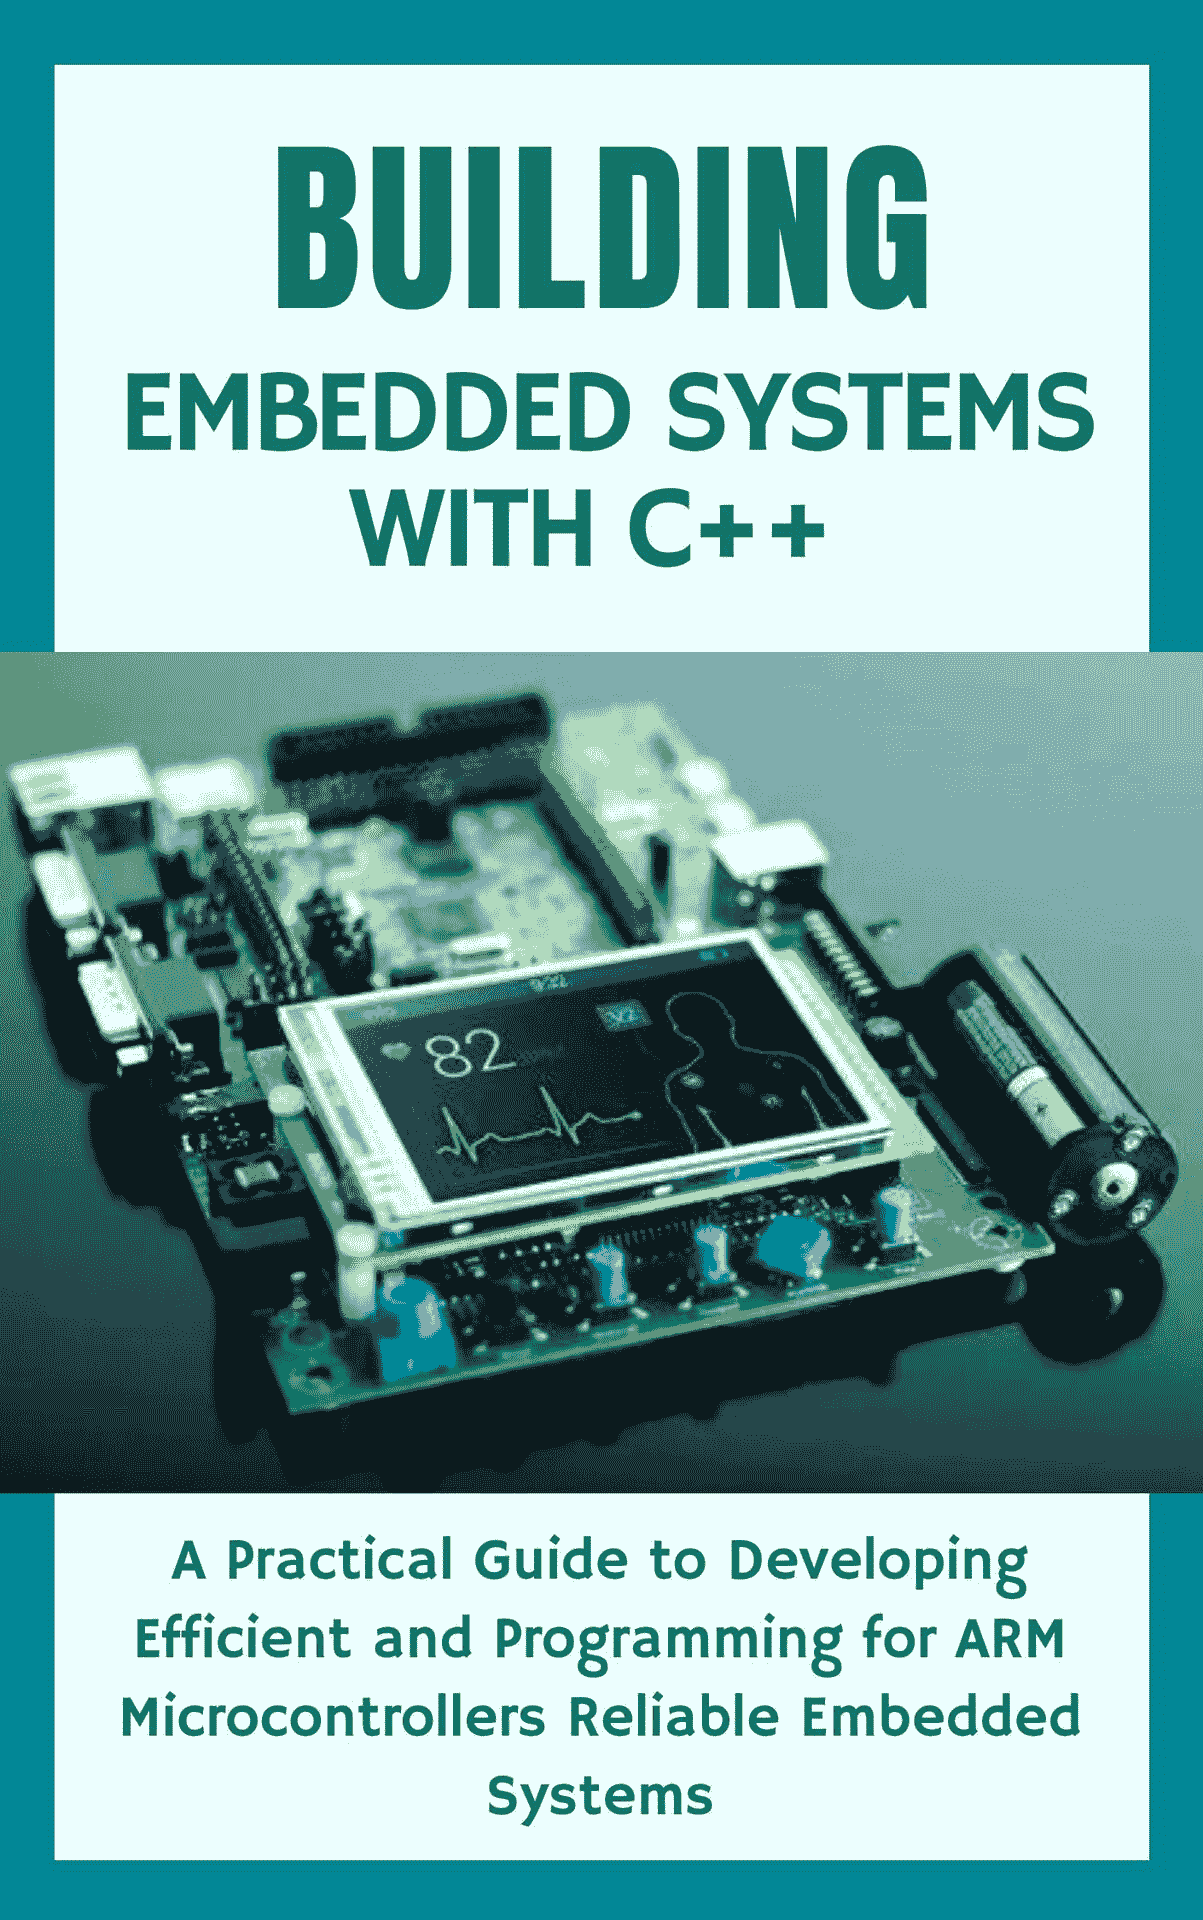 BUILDING
EMBEDDED SYSTEMS
WITH C++
82
A Practical Guide to Developing
Efficient and Programming for ARM
Microcontrollers Reliable Embedded
Systems